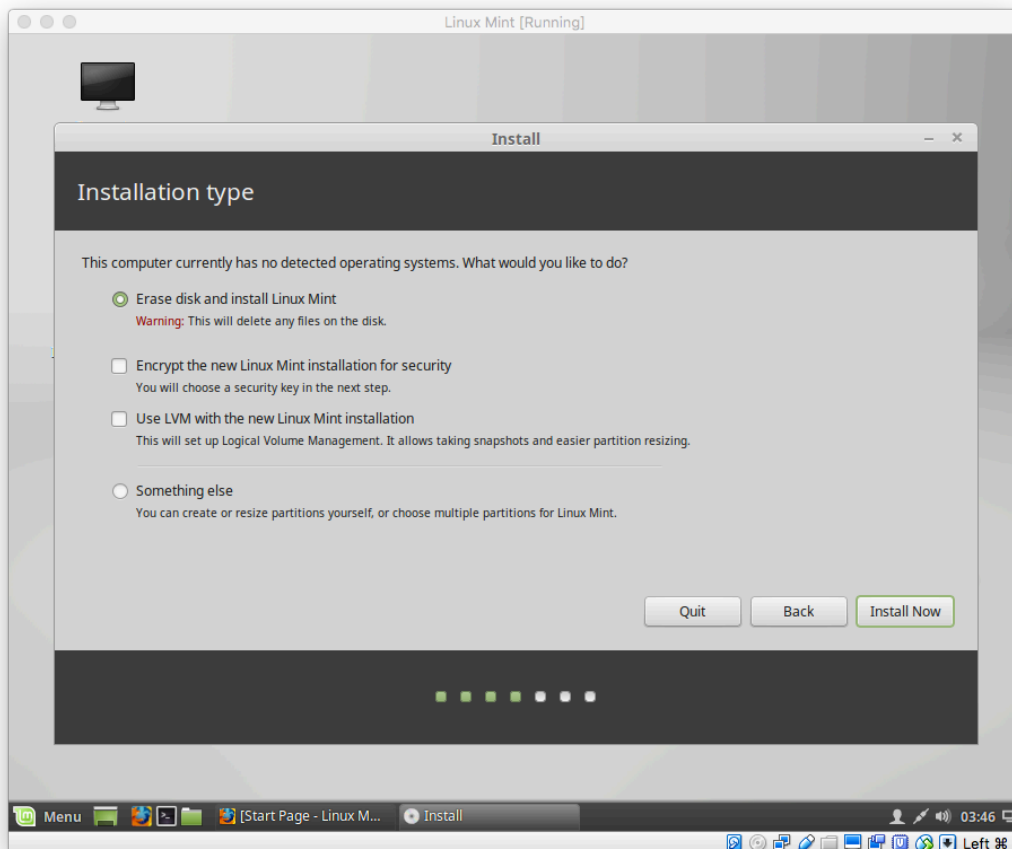 Linux Mint [Running]
Install
Installation type
This computer currently has no detected operating systems. What would you like to do?
Erase disk and install Linux Mint
Warning: This will delete any files on the disk.
Encrypt the new Linux Mint installation for security
You will choose a security key in the next step.
Use LVM with the new Linux Mint installation
This will set up Logical Volume Management. It allows taking snapshots and easier partition resizing.
Something else
You can create or resize partitions yourself, or choose multiple partitions for Linux Mint.
Quit Back Install Now
Menu [Start Page - Linux M... Install 03:46
Left ⌘